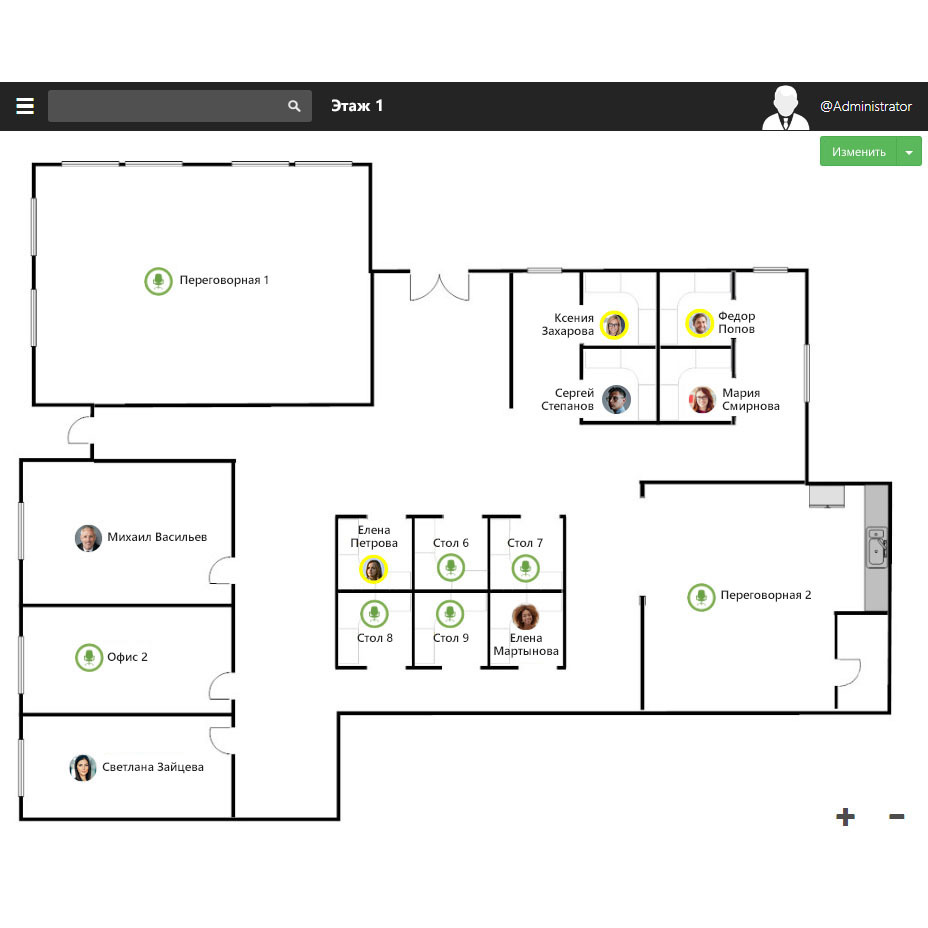 Этаж 1
@Administrator
Изменить
Переговорная 1
Ксения
Захарова
Федор
Попов
Сергей
Степанов
Мария
Смирнова
Михаил Васильев
Елена
Петрова
Стол 6
Стол 7
Переговорная 2
Стол 8
Стол 9
Елена
Мартынова
Офис 2
Светлана Зайцева